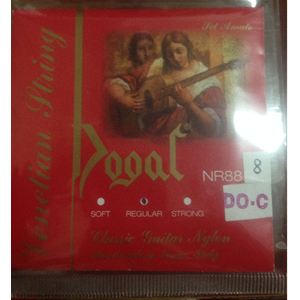 Venetian String
Dogal
NR88
8
DO-C
SOFT REGULAR STRONG
Classic Guitar Nylon